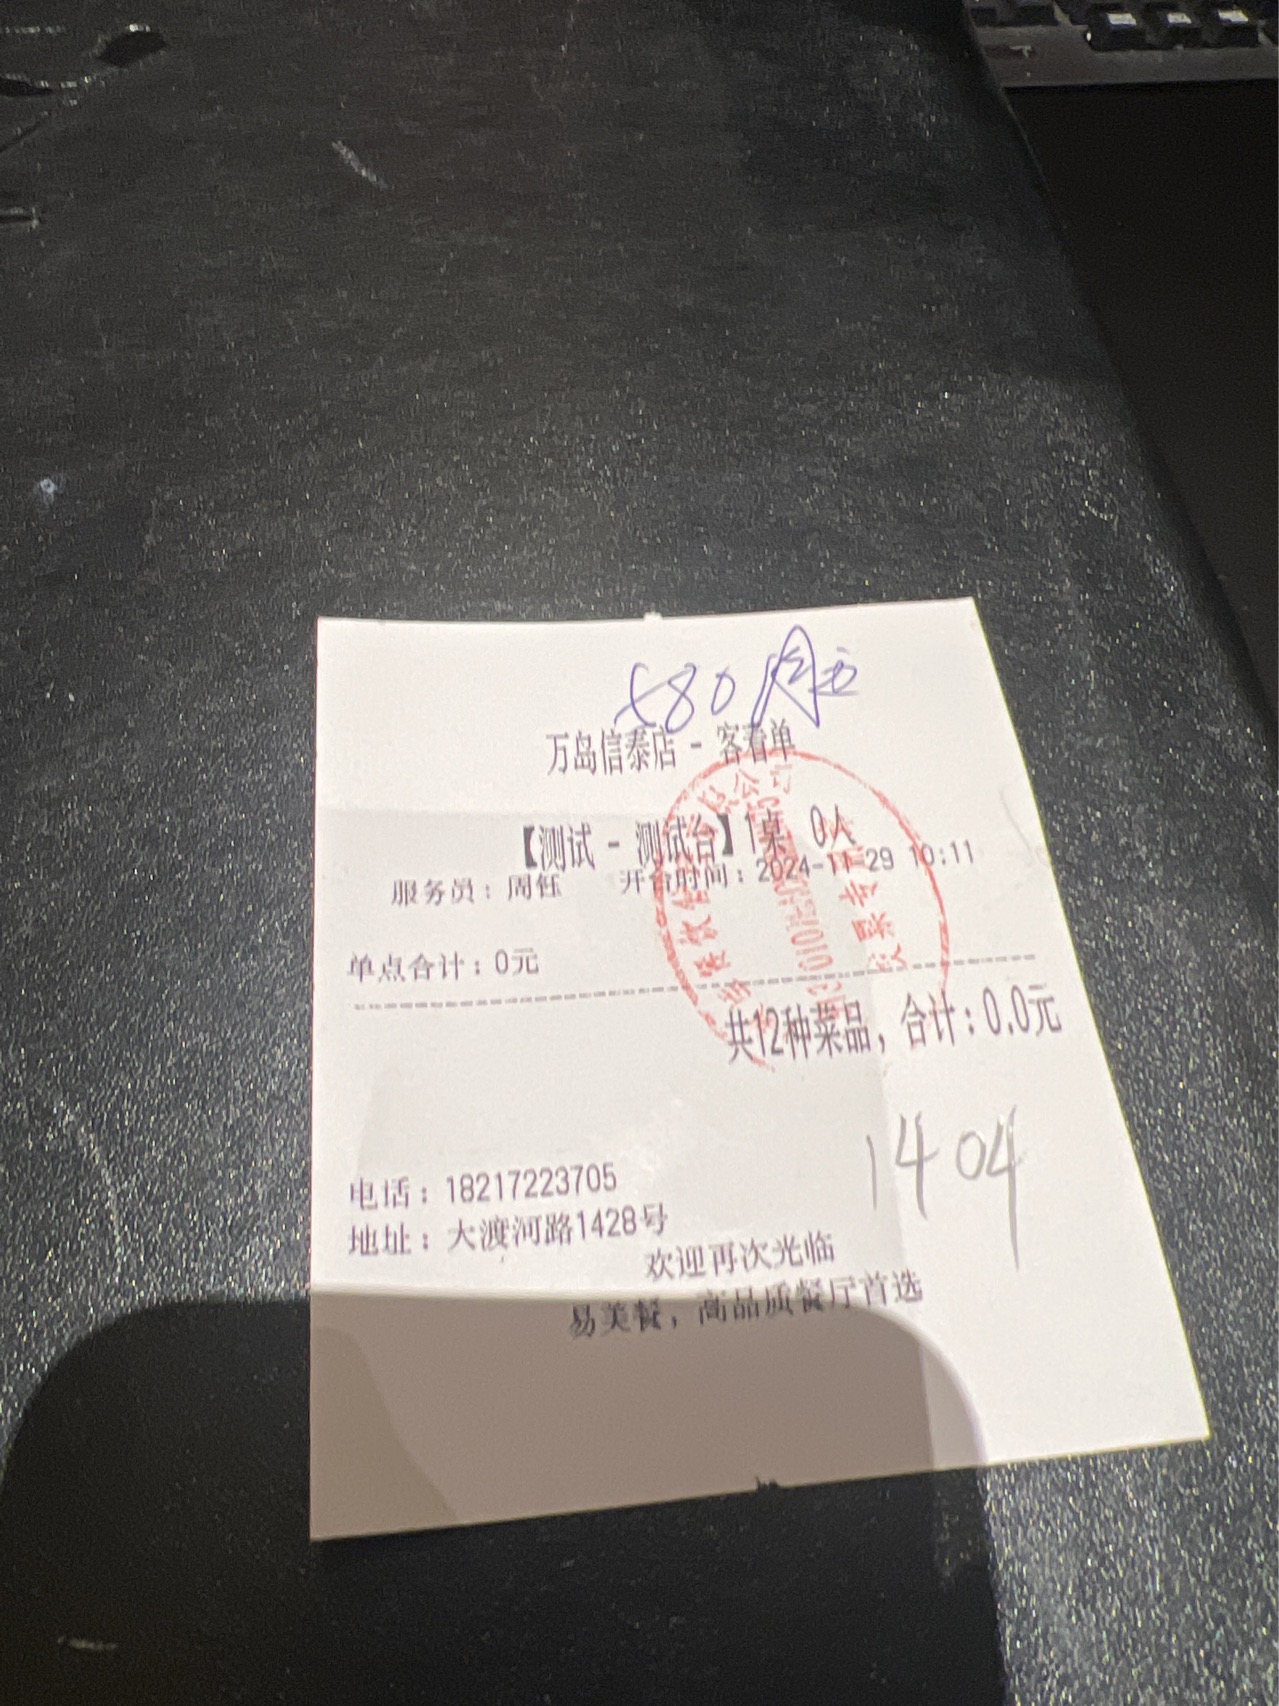 万岛信泰店 - 客看单
【测试 - 测试台】1桌 0人
服务员：周钰 开台时间：2024-11-29 10:11
单点合计：0元
共12种菜品，合计：0.0元
1404
电话：18217223705
地址：大渡河路1428号
欢迎再次光临
易美餐，高品质餐厅首选